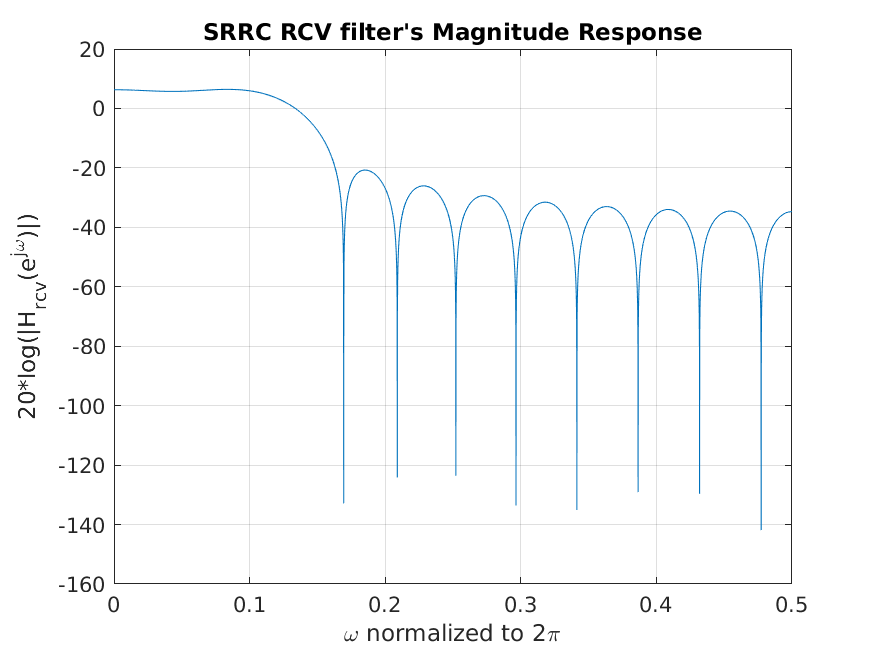 SRRC RCV filter's Magnitude Response
20*log(|H_rcv(e^jω)|)
20
0
-20
-40
-60
-80
-100
-120
-140
-160
0 0.1 0.2 0.3 0.4 0.5
ω normalized to 2π